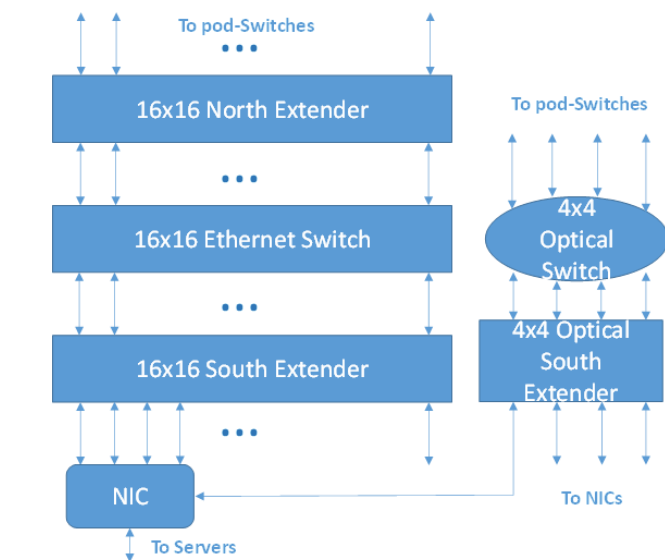 To pod-Switches
...
16x16 North Extender
...
16x16 Ethernet Switch
...
16x16 South Extender
...
NIC
To Servers
To pod-Switches
4x4
Optical
Switch
4x4 Optical
South
Extender
To NICs